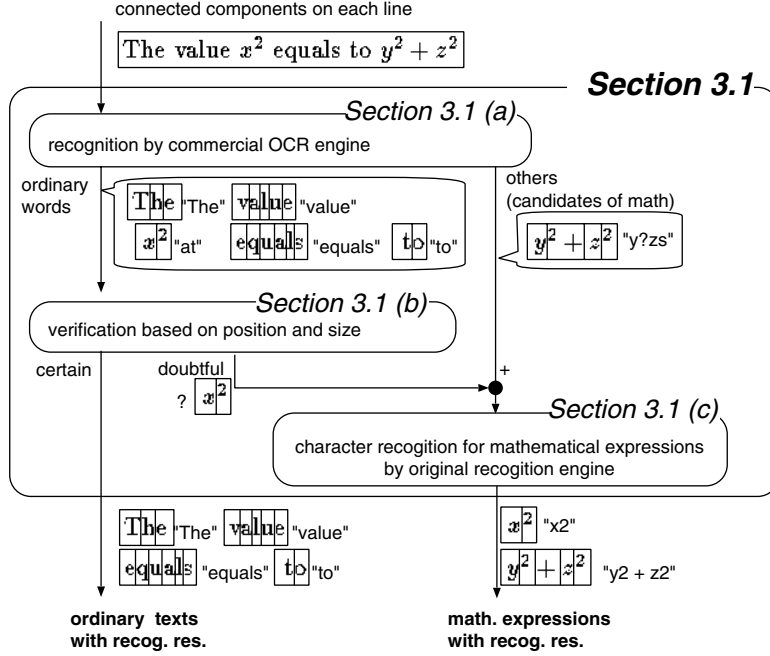 connected components on each line
The value x² equals to y² + z²
Section 3.1
Section 3.1 (a)
recognition by commercial OCR engine
ordinary
words
The "The" value "value"
x² "at" equals "equals" to "to"
others
(candidates of math)
y² + z² "y?zs"
Section 3.1 (b)
verification based on position and size
certain
doubtful
? x²
+
Section 3.1 (c)
character recogition for mathematical expressions
by original recogition engine
The "The" value "value"
equals "equals" to "to"
x² "x2"
y² + z² "y2 + z2"
ordinary texts
with recog. res.
math. expressions
with recog. res.